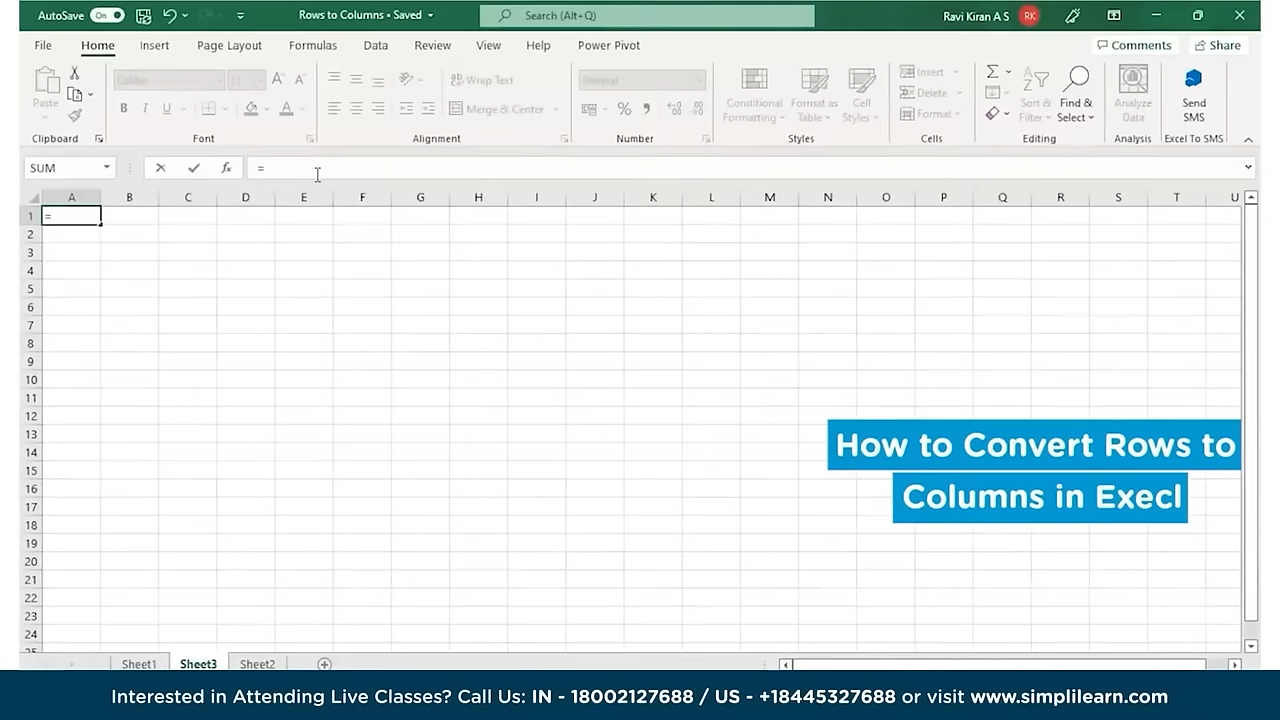 AutoSave On Rows to Columns • Saved Search (Alt+Q) Ravi Kiran A S RK
File Home Insert Page Layout Formulas Data Review View Help Power Pivot Comments Share
Paste Calibri 11 A A Wrap Text General Conditional Formatting Format as Table Cell Styles Insert Sort & Filter Find & Select Analyze Data Send SMS
B I U A Merge & Center % Delete
Format
Clipboard Font Alignment Number Styles Cells Editing Analysis Excel To SMS
SUM fx =
A B C D E F G H I J K L M N O P Q R S T U
1 =
2
3
4
5
6
7
8
9
10
11
12
13
14
15
16
17
18
19
20
21
22
23
24
25
How to Convert Rows to
Columns in Execl
Sheet1 Sheet3 Sheet2
Interested in Attending Live Classes? Call Us: IN - 18002127688 / US - +18445327688 or visit www.simplilearn.com